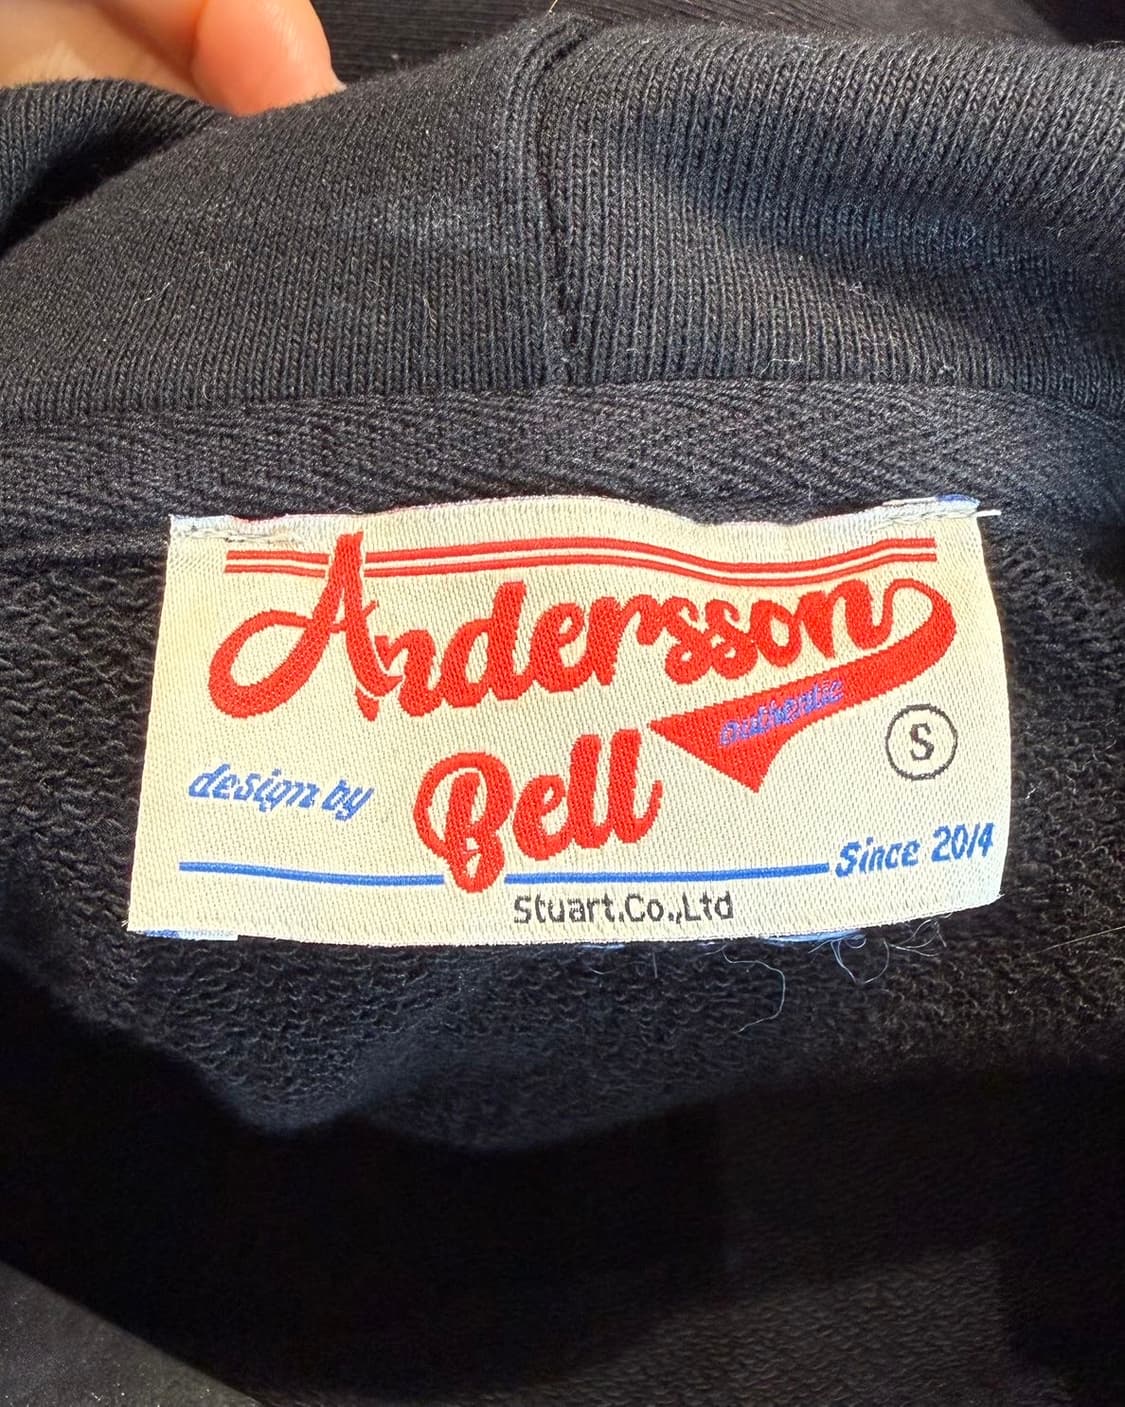 Andersson
authentic
Bell
S
design by
Since 2014
Stuart.Co.,Ltd